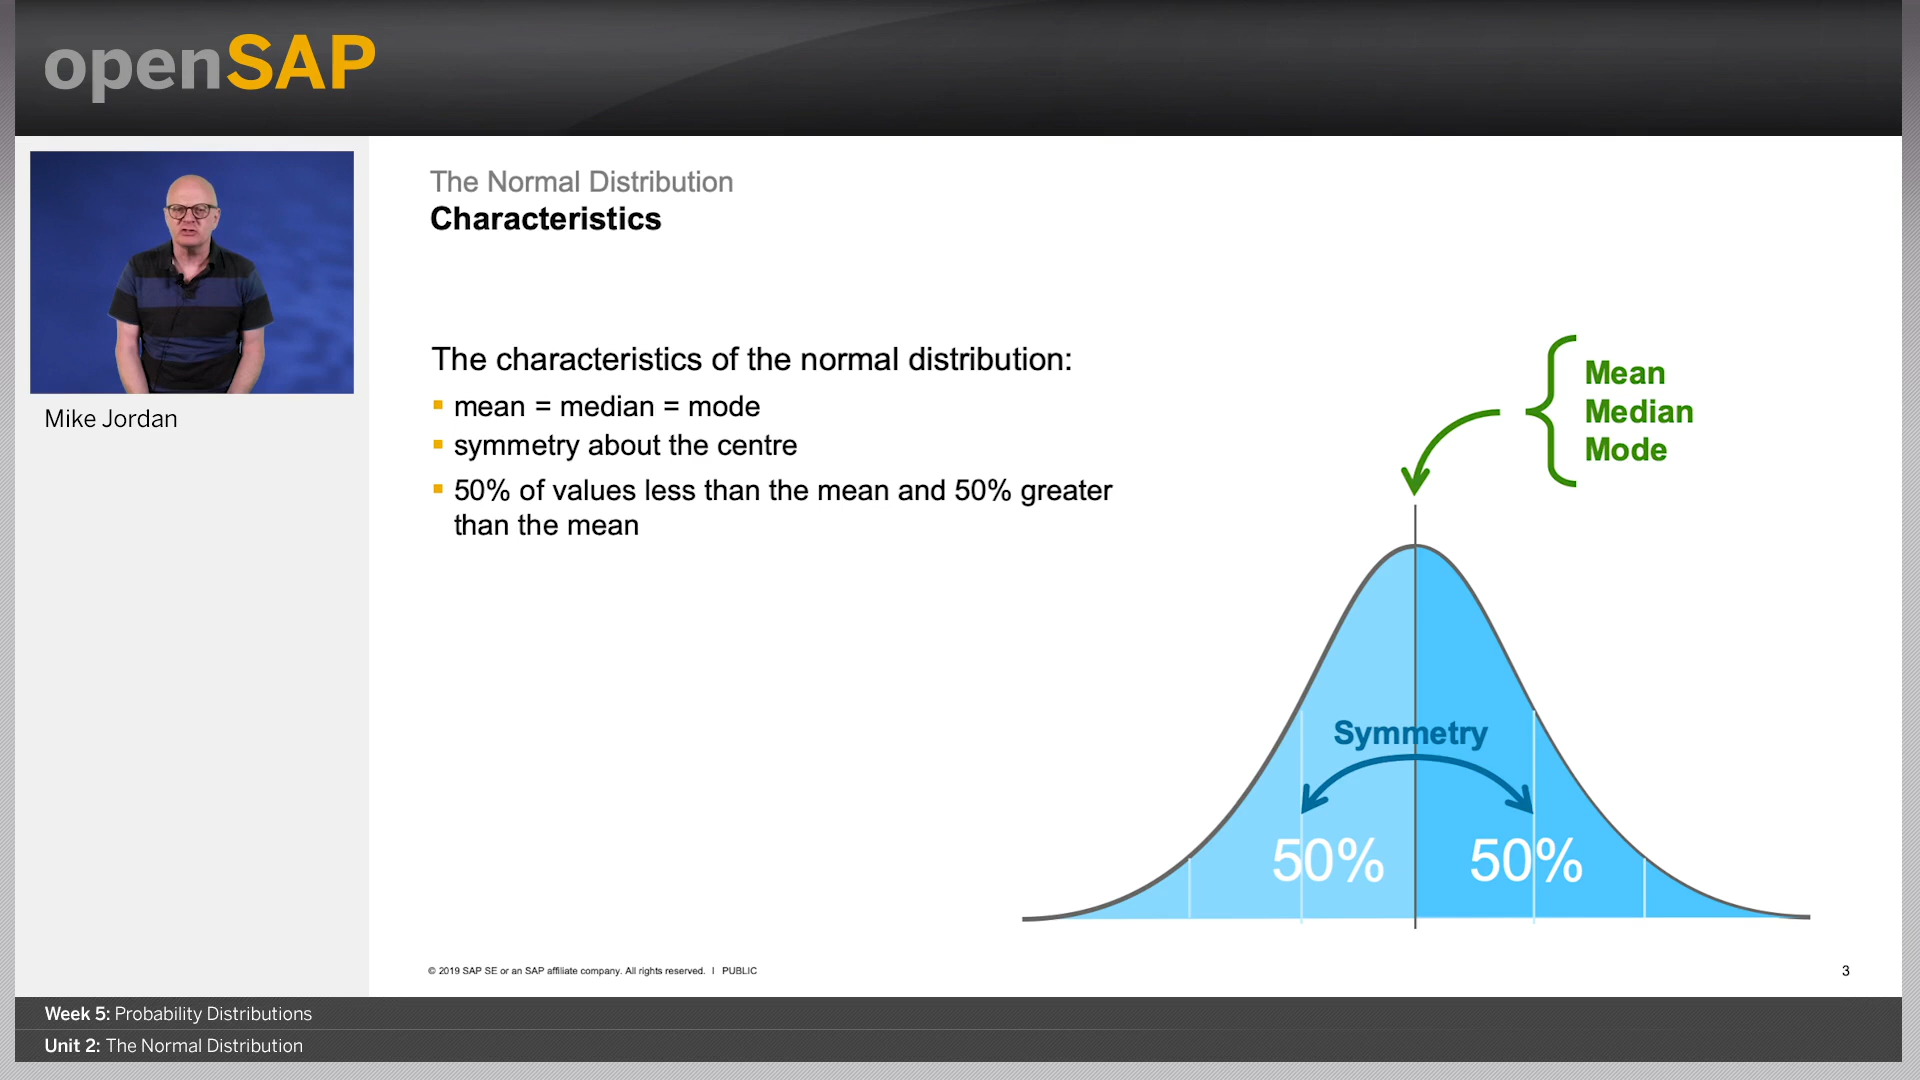 openSAP
Mike Jordan
The Normal Distribution
Characteristics
The characteristics of the normal distribution:
mean = median = mode
symmetry about the centre
50% of values less than the mean and 50% greater
than the mean
Mean
Median
Mode
Symmetry
50% 50%
© 2019 SAP SE or an SAP affiliate company. All rights reserved. I PUBLIC
3
Week 5: Probability Distributions
Unit 2: The Normal Distribution